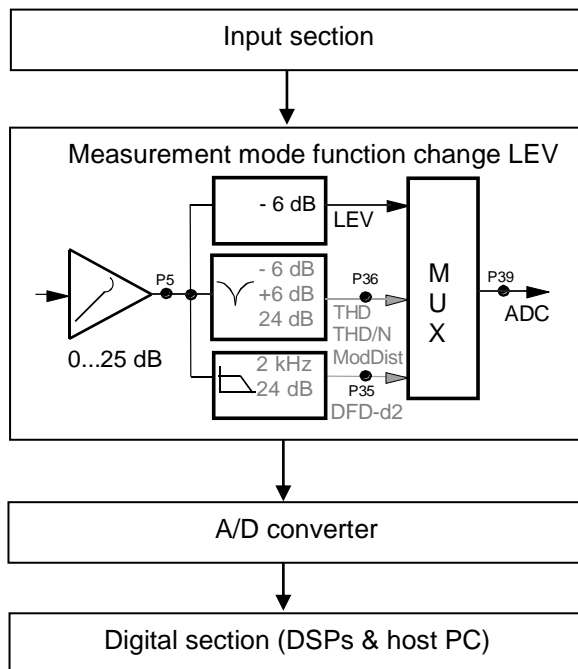 Input section
Measurement mode function change LEV
- 6 dB
LEV
P5
0...25 dB
- 6 dB
+6 dB
24 dB
P36
THD
THD/N
ModDist
2 kHz
24 dB
P35
DFD-d2
M
U
X
P39
ADC
A/D converter
Digital section (DSPs & host PC)